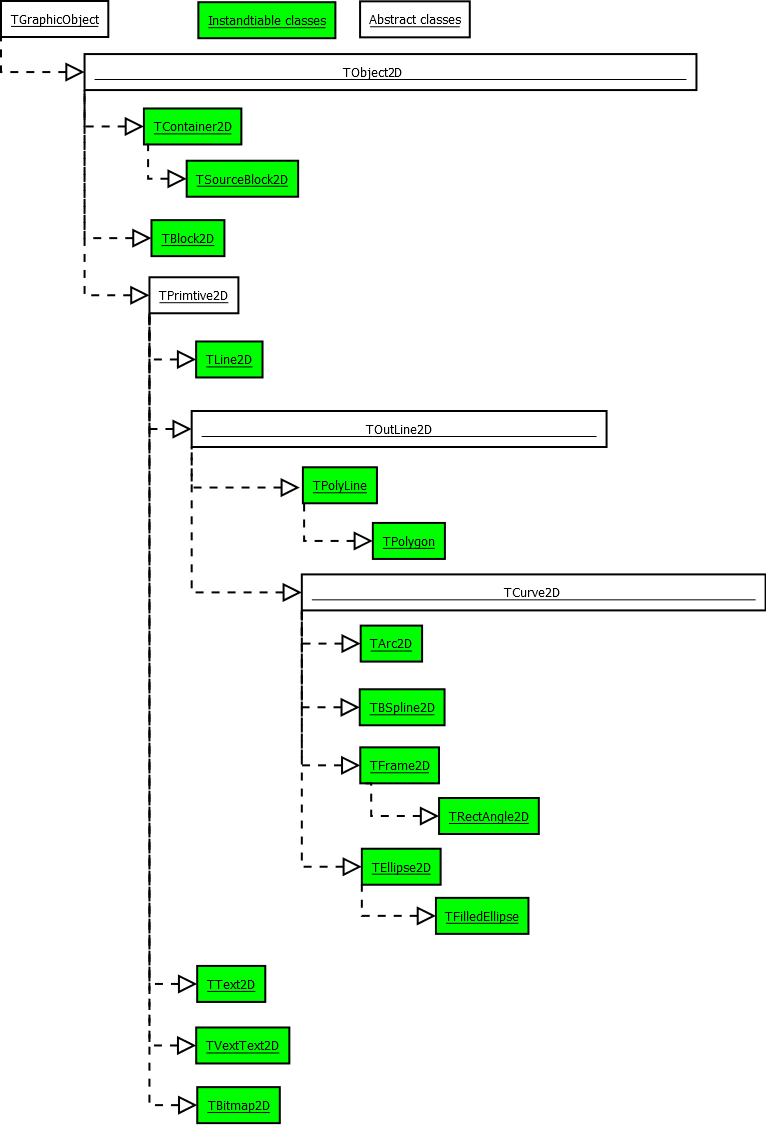 TGraphicObject
Instandtiable classes
Abstract classes
TObject2D
TContainer2D
TSourceBlock2D
TBlock2D
TPrimtive2D
TLine2D
TOutLine2D
TPolyLine
TPolygon
TCurve2D
TArc2D
TBSpline2D
TFrame2D
TRectAngle2D
TEllipse2D
TFilledEllipse
TText2D
TVextText2D
TBitmap2D